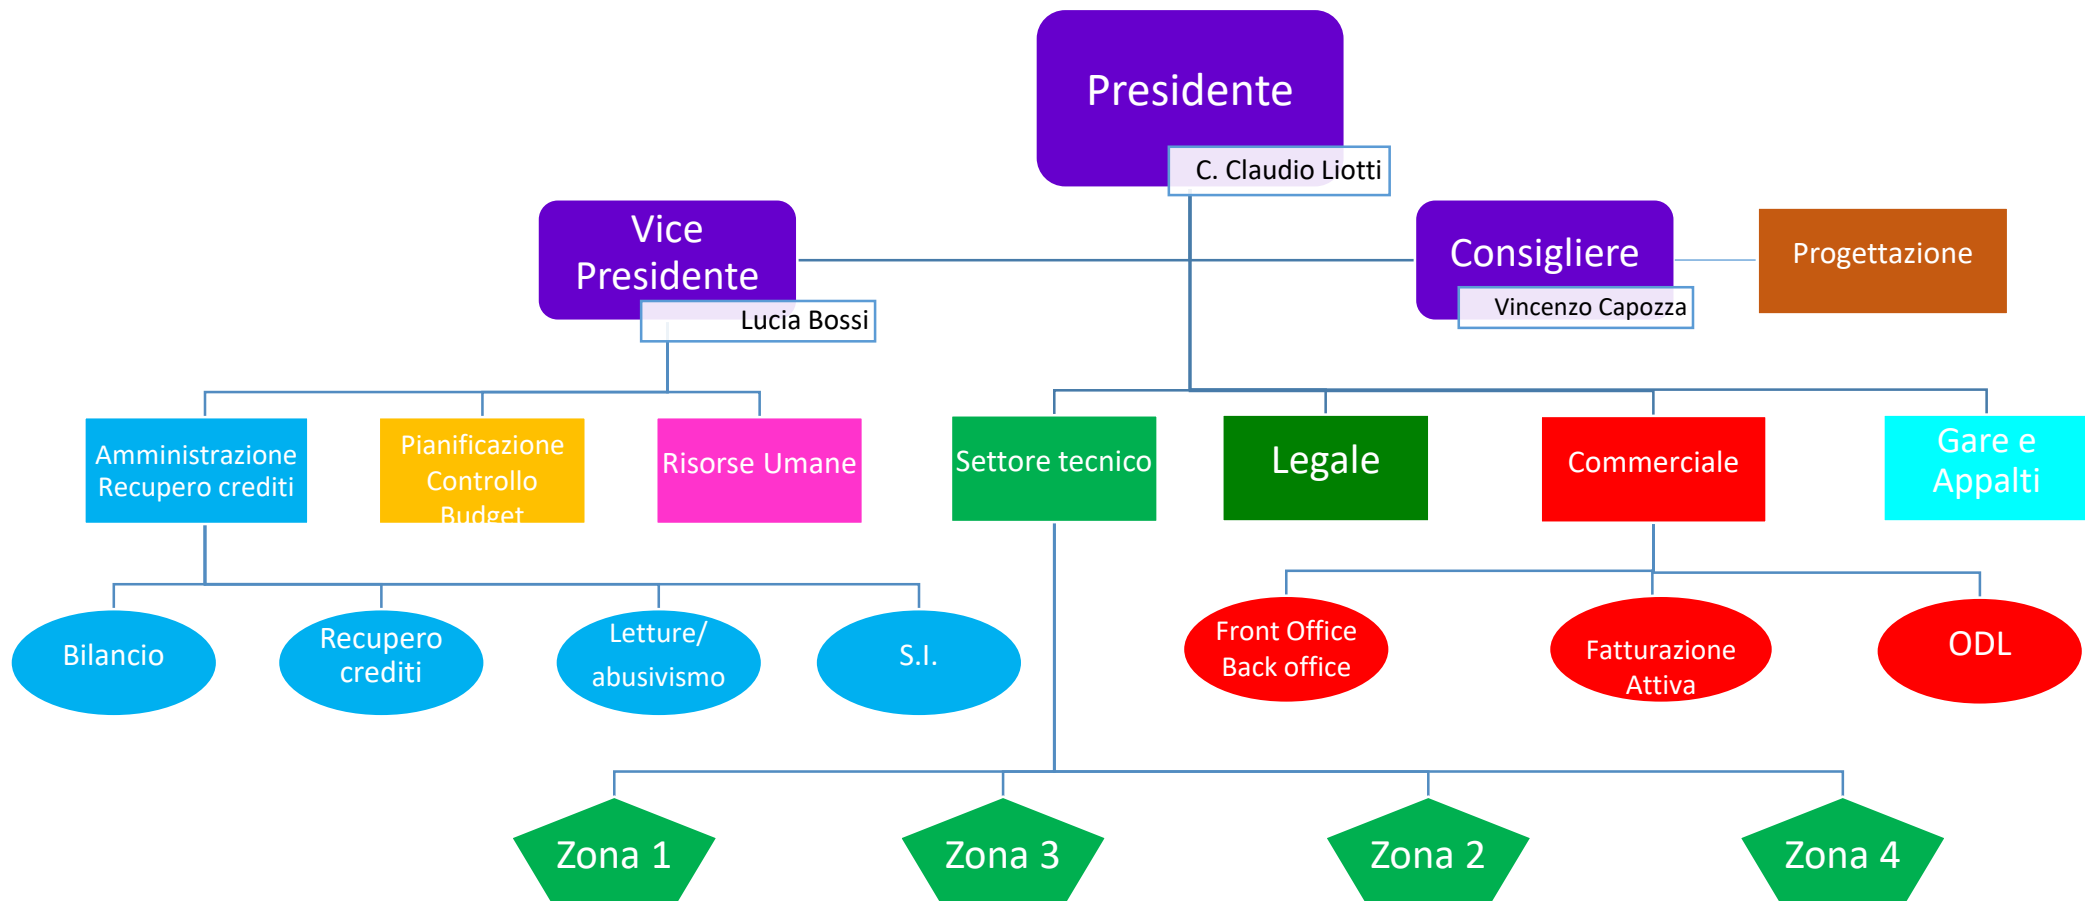 Presidente
C. Claudio Liotti
Vice
Presidente
Lucia Bossi
Consigliere
Vincenzo Capozza
Progettazione
Amministrazione
Recupero crediti
Pianificazione
Controllo
Budget
Risorse Umane
Settore tecnico
Legale
Commerciale
Gare e
Appalti
Bilancio
Recupero
crediti
Letture/
abusivismo
S.I.
Front Office
Back office
Fatturazione
Attiva
ODL
Zona 1
Zona 3
Zona 2
Zona 4